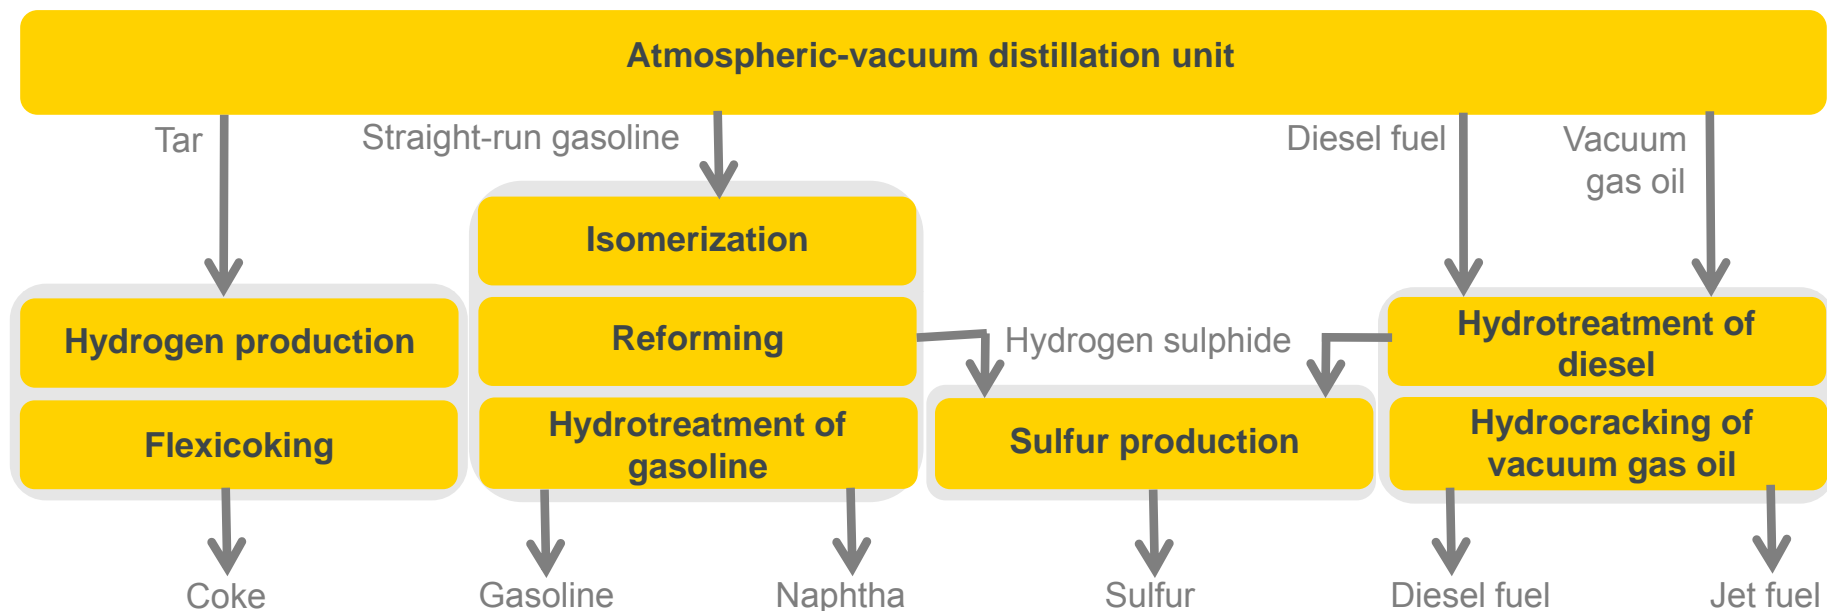 Atmospheric-vacuum distillation unit
Tar
Straight-run gasoline
Diesel fuel
Vacuum
gas oil
Isomerization
Hydrogen production
Reforming
Hydrogen sulphide
Hydrotreatment of
diesel
Flexicoking
Hydrotreatment of
gasoline
Sulfur production
Hydrocracking of
vacuum gas oil
Coke
Gasoline
Naphtha
Sulfur
Diesel fuel
Jet fuel